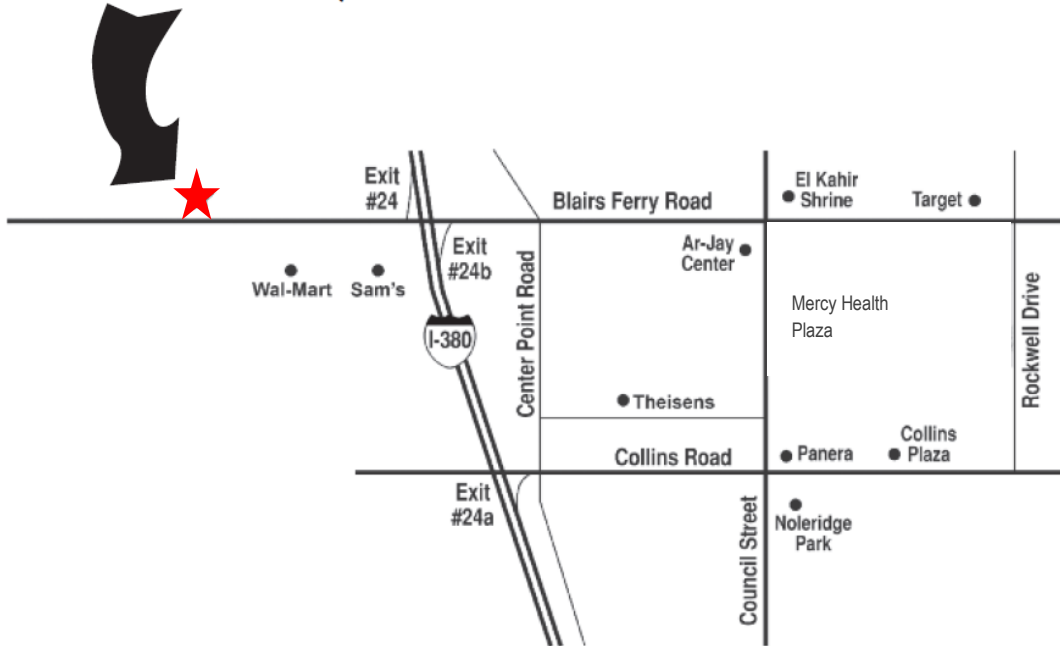 Exit
#24
Blairs Ferry Road
El Kahir
Shrine
Target
Exit
#24b
Ar-Jay
Center
Wal-Mart
Sam's
Mercy Health
Plaza
I-380
Center Point Road
Rockwell Drive
Theisens
Collins Road
Panera
Collins
Plaza
Exit
#24a
Noleridge
Park
Council Street